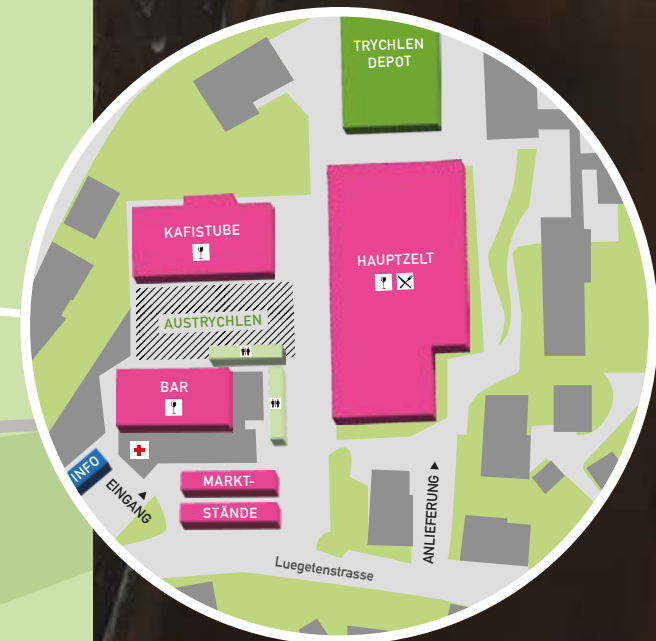 TRYCHLEN
DEPOT
KAFISTUBE
HAUPTZELT
AUSTRYCHLEN
BAR
INFO
EINGANG
MARKT-
STÄNDE
ANLIEFERUNG
Luegetenstrasse